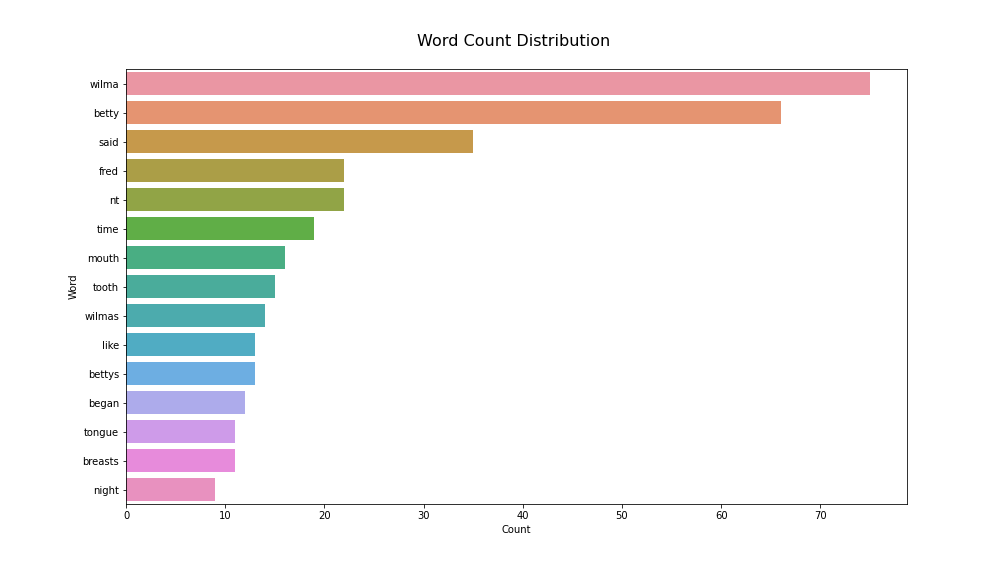 Word Count Distribution
wilma
betty
said
fred
nt
time
mouth
tooth
wilmas
like
bettys
began
tongue
breasts
night
Word
0 10 20 30 40 50 60 70
Count